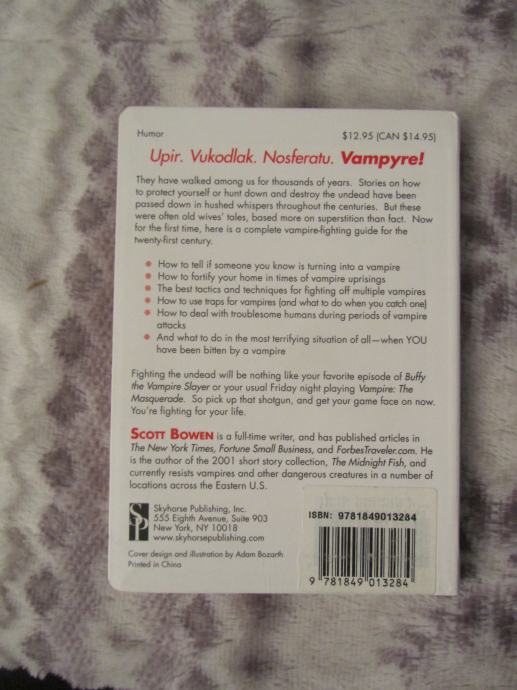 Humor
$12.95 (CAN $14.95)
Upir. Vukodlak. Nosferatu. Vampyre!
They have walked among us for thousands of years. Stories on how
to protect yourself or hunt down and destroy the undead have been
passed down in hushed whispers throughout the centuries. But these
were often old wives' tales, based more on superstition than fact. Now
for the first time, here is a complete vampire-fighting guide for the
twenty-first century.
• How to tell if someone you know is turning into a vampire
• How to fortify your home in times of vampire uprisings
• The best tactics and techniques for fighting off multiple vampires
• How to use traps for vampires (and what to do when you catch one)
• How to deal with troublesome humans during periods of vampire
attacks
• And what to do in the most terrifying situation of all—when YOU
have been bitten by a vampire
Fighting the undead will be nothing like your favorite episode of Buffy
the Vampire Slayer or your usual Friday night playing Vampire: The
Masquerade. So pick up that shotgun, and get your game face on now.
You're fighting for your life.
SCOTT BOWEN is a full-time writer, and has published articles in
The New York Times, Fortune Small Business, and ForbesTraveler.com. He
is the author of the 2001 short story collection, The Midnight Fish, and
currently resists vampires and other dangerous creatures in a number of
locations across the Eastern U.S.
SP
Skyhorse Publishing, Inc.
555 Eighth Avenue, Suite 903
New York, NY 10018
www.skyhorsepublishing.com
Cover design and illustration by Adam Bozarth
Printed in China
ISBN: 9781849013284
9 781849 013284